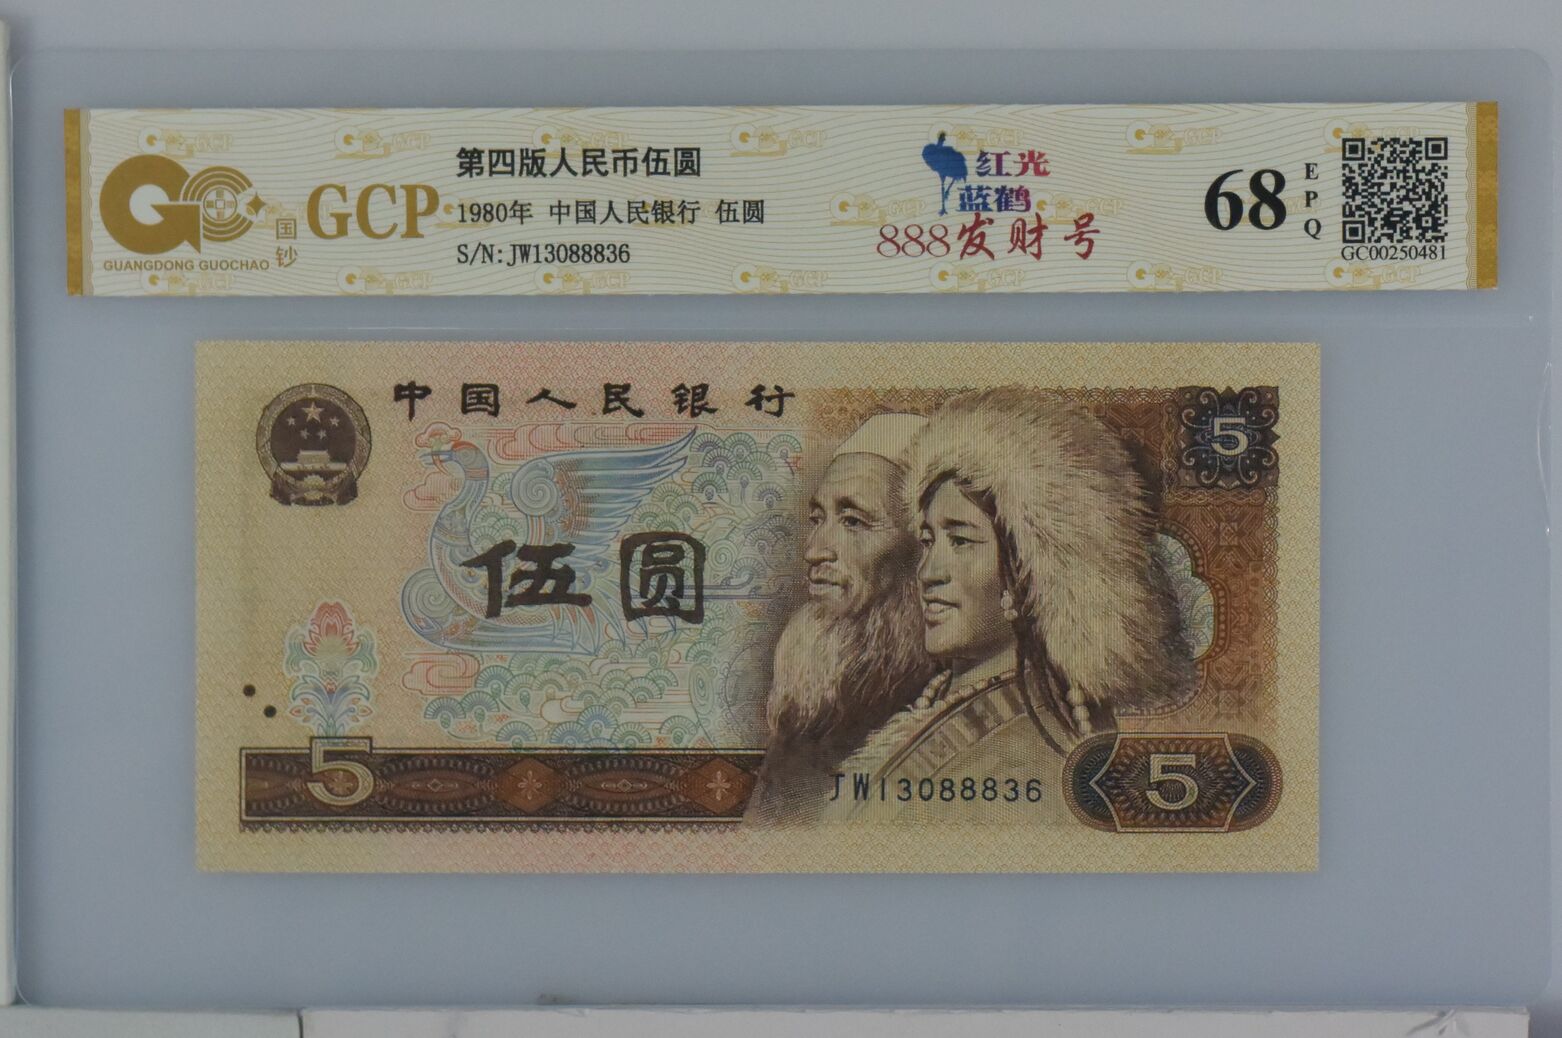 GCP
国钞
GUANGDONG GUOCHAO
第四版人民币伍圆
1980年 中国人民银行 伍圆
S/N:JW13088836
红光
蓝鹤
888发财号
68
EPQ
GC00250481
中国人民银行
5
伍圆
5
JW13088836
5